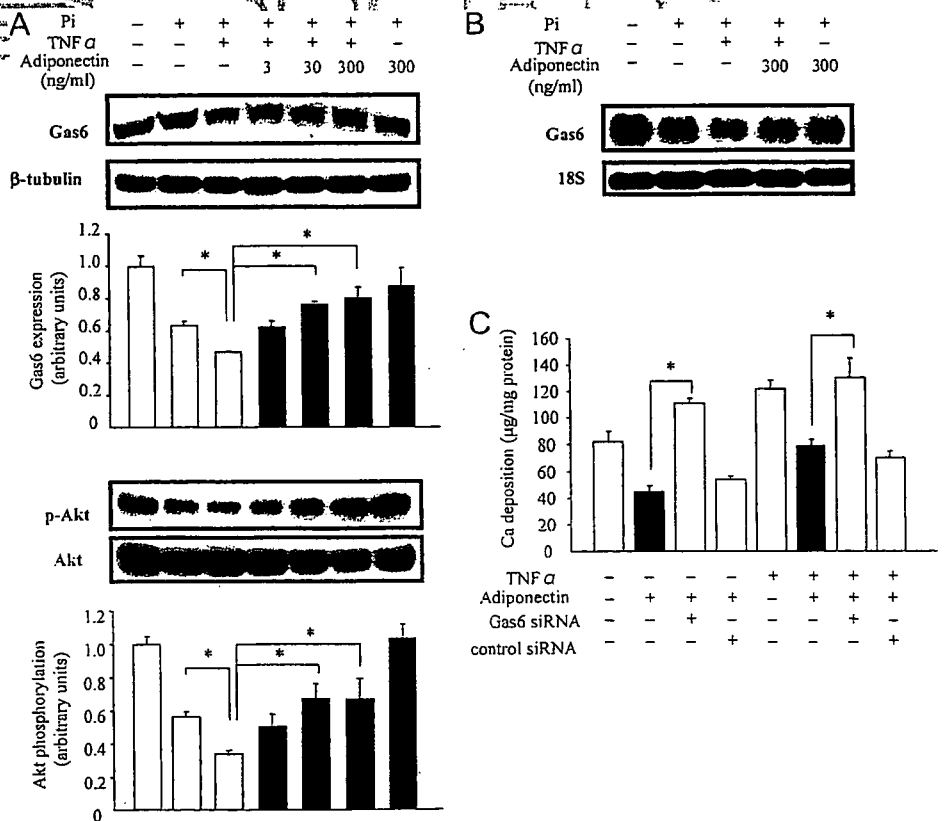 A
Pi − + + + + + +
TNFα − − + + + + −
Adiponectin − − − 3 30 300 300
(ng/ml)
Gas6
β-tubulin
1.2
1.0
0.8
0.6
0.4
0.2
0
Gas6 expression
(arbitrary units)
* * *
p-Akt
Akt
1.2
1.0
0.8
0.6
0.4
0.2
0
Akt phosphorylation
(arbitrary units)
* * *
B
Pi − + + + +
TNFα − − + + −
Adiponectin − − − 300 300
(ng/ml)
Gas6
18S
C
160
140
120
100
80
60
40
20
0
Ca deposition (µg/mg protein)
* *
TNFα − − − − + + + +
Adiponectin − + + + − + + +
Gas6 siRNA − − + − − − + −
control siRNA − − − + − − − +